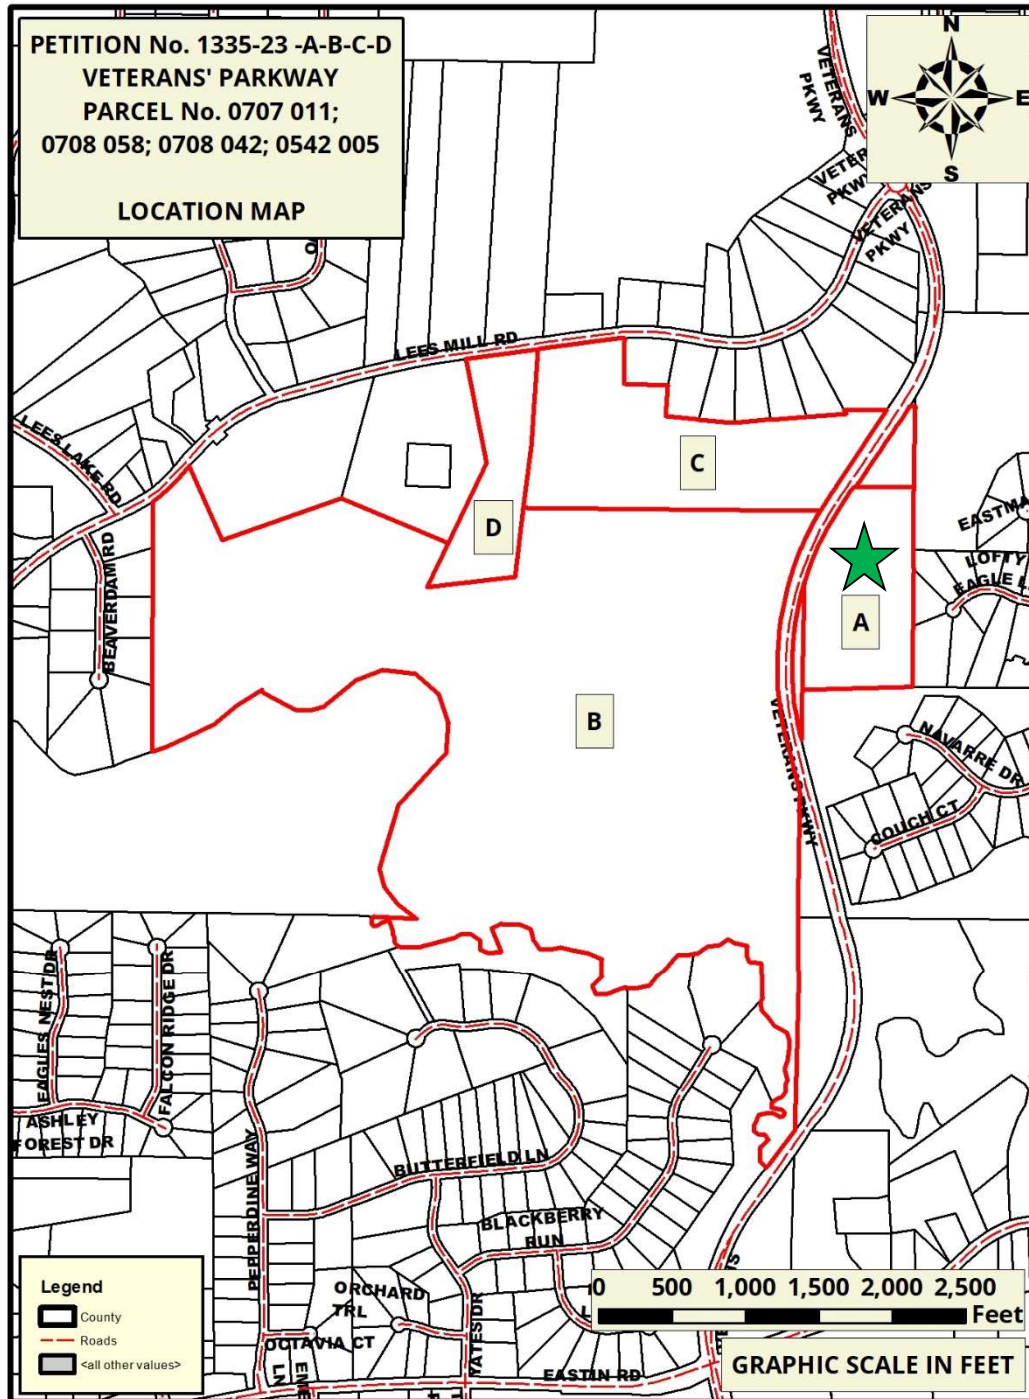 PETITION No. 1335-23 -A-B-C-D
VETERANS' PARKWAY
PARCEL No. 0707 011;
0708 058; 0708 042; 0542 005
LOCATION MAP
N
W
E
S
VETERANS
PKWY
VETERANS
PKWY
LEES MILL RD
LEES LAKE RD
BEAVERDAM RD
C
D
A
B
LOFTY
EAGLE
VETERANS PKWY
NAVARRE DR
COUCH CT
EAGLES NEST DR
FALCON RIDGE DR
ASHLEY
FOREST DR
PEPPERDINE WAY
BUTTERFIELD LN
BLACKBERRY
RUN
ORCHARD
TRL
OCTAVIA CT
LN
YATES DR
EASTIN RD
Legend
County
Roads
<all other values>
0 500 1,000 1,500 2,000 2,500
Feet
GRAPHIC SCALE IN FEET